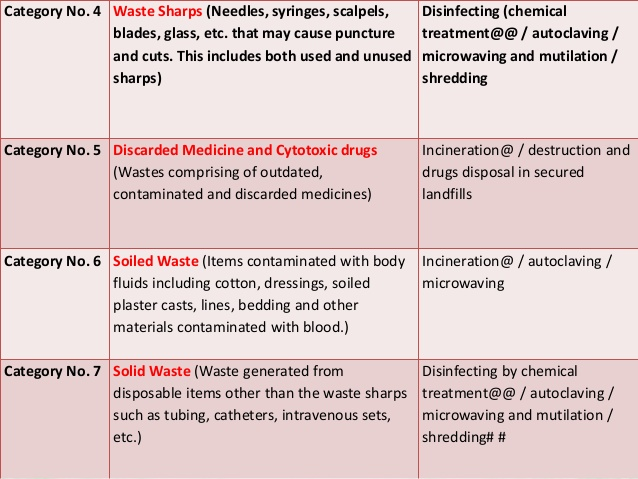 Category No. 4
Waste Sharps (Needles, syringes, scalpels,
blades, glass, etc. that may cause puncture
and cuts. This includes both used and unused
sharps)
Disinfecting (chemical
treatment@@ / autoclaving /
microwaving and mutilation /
shredding
Category No. 5
Discarded Medicine and Cytotoxic drugs
(Wastes comprising of outdated,
contaminated and discarded medicines)
Incineration@ / destruction and
drugs disposal in secured
landfills
Category No. 6
Soiled Waste (Items contaminated with body
fluids including cotton, dressings, soiled
plaster casts, lines, bedding and other
materials contaminated with blood.)
Incineration@ / autoclaving /
microwaving
Category No. 7
Solid Waste (Waste generated from
disposable items other than the waste sharps
such as tubing, catheters, intravenous sets,
etc.)
Disinfecting by chemical
treatment@@ / autoclaving /
microwaving and mutilation /
shredding# #